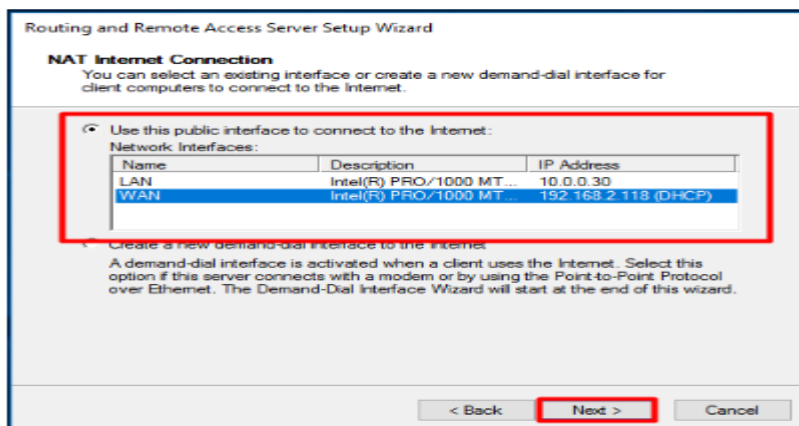 Routing and Remote Access Server Setup Wizard
NAT Internet Connection
You can select an existing interface or create a new demand-dial interface for
client computers to connect to the Internet.
Use this public interface to connect to the Internet:
Network Interfaces:
Name Description IP Address
LAN Intel(R) PRO/1000 MT... 10.0.0.30
WAN Intel(R) PRO/1000 MT... 192.168.2.118 (DHCP)
Create a new demand-dial interface to the Internet
A demand-dial interface is activated when a client uses the Internet. Select this
option if this server connects with a modem or by using the Point-to-Point Protocol
over Ethernet. The Demand-Dial Interface Wizard will start at the end of this wizard.
< Back Next > Cancel